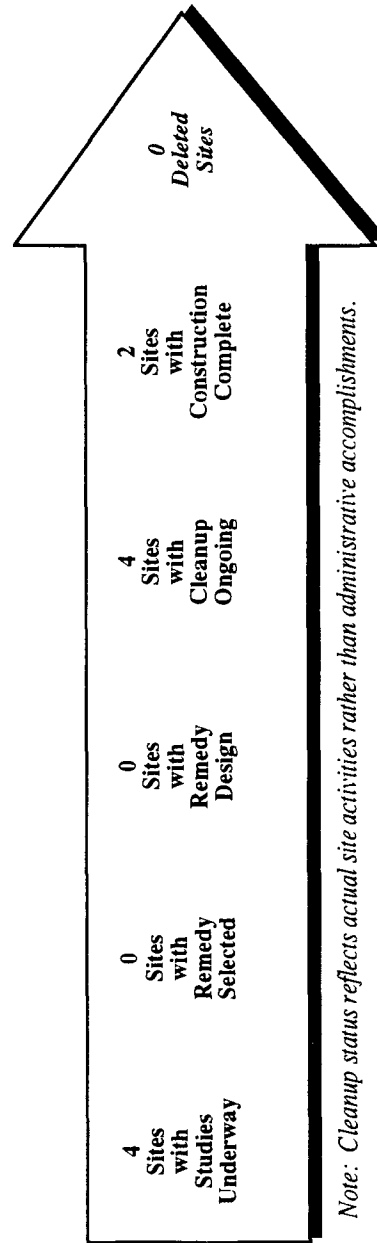 4
Sites
with
Studies
Underway
0
Sites
with
Remedy
Selected
0
Sites
with
Remedy
Design
4
Sites
with
Cleanup
Ongoing
2
Sites
with
Construction
Complete
0
Deleted
Sites
Note: Cleanup status reflects actual site activities rather than administrative accomplishments.